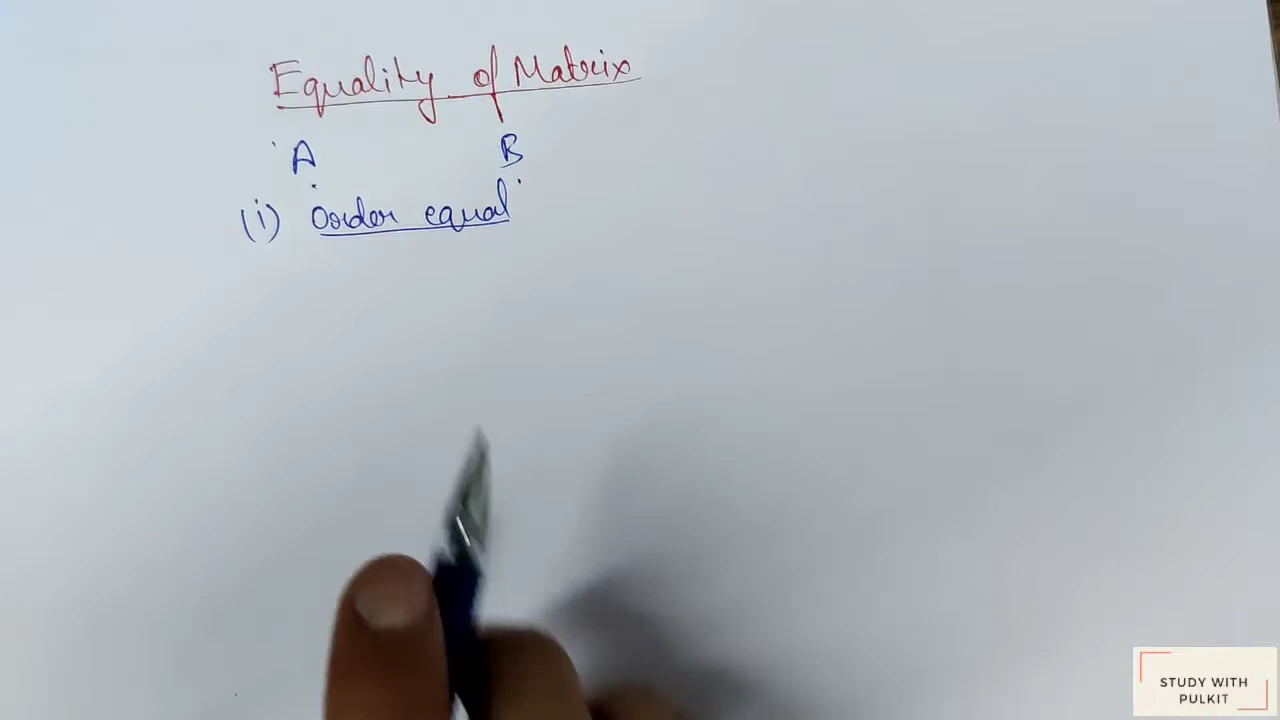 Equality of Matrix
A B
(i) Order equal
STUDY WITH
PULKIT